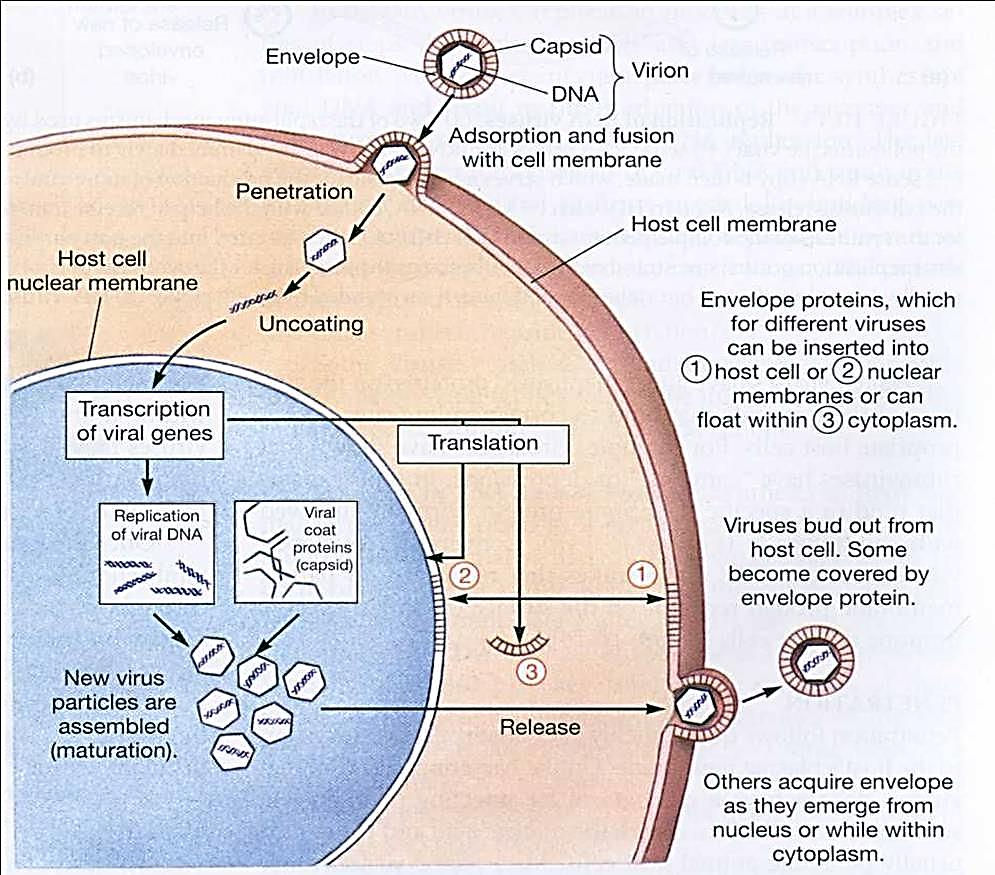 Envelope
Capsid
DNA
Virion
Adsorption and fusion
with cell membrane
Penetration
Host cell membrane
Host cell
nuclear membrane
Uncoating
Envelope proteins, which
for different viruses
can be inserted into
1 host cell or 2 nuclear
membranes or can
float within 3 cytoplasm.
Transcription
of viral genes
Translation
Replication
of viral DNA
Viral
coat
proteins
(capsid)
2
1
3
Viruses bud out from
host cell. Some
become covered by
envelope protein.
New virus
particles are
assembled
(maturation).
Release
Others acquire envelope
as they emerge from
nucleus or while within
cytoplasm.